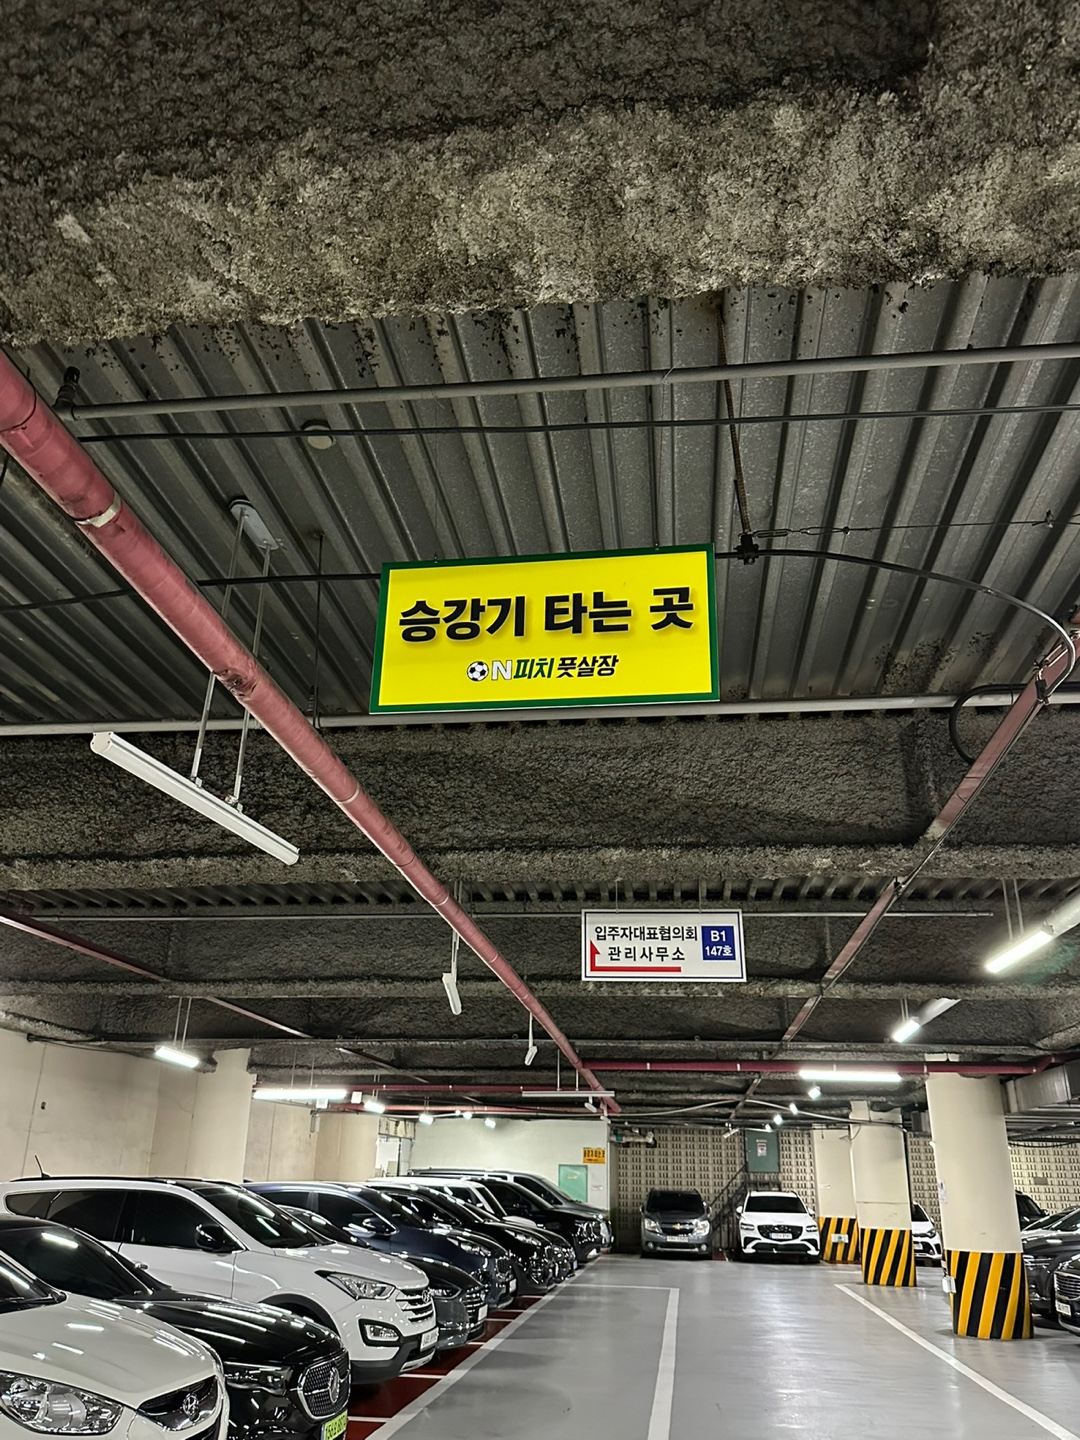 승강기 타는 곳
ON피치 풋살장
입주자대표협의회
관리사무소
B1
147호